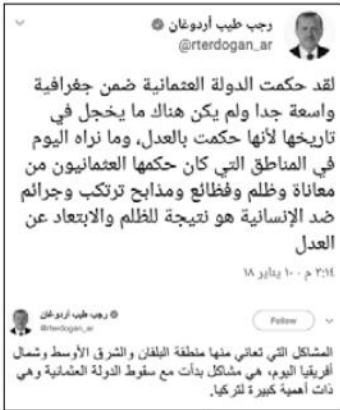 رجب طيب أردوغان
@rterdogan_ar
لقد حكمت الدولة العثمانية ضمن جغرافية
واسعة جدا ولم يكن هناك ما يخجل في
تاريخها لأنها حكمت بالعدل، وما نراه اليوم
في المناطق التي كان حكمها العثمانيون من
معاناة وظلم وفظائع ومذابح ترتكب وجرائم
ضد الإنسانية هو نتيجة للظلم والابتعاد عن
العدل
٣:١٤ م - ١٠ يناير ١٨
رجب طيب أردوغان
@rterdogan_ar
Follow
المشاكل التي تعاني منها منطقة البلقان والشرق الأوسط وشمال
أفريقيا اليوم، هي مشاكل بدأت مع سقوط الدولة العثمانية وهي
ذات أهمية كبيرة لتركيا.